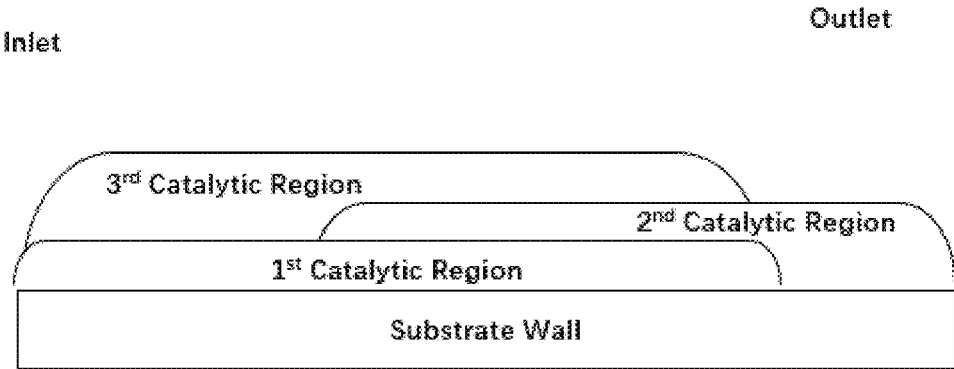 Outlet
Inlet
3rd Catalytic Region
2nd Catalytic Region
1st Catalytic Region
Substrate Wall